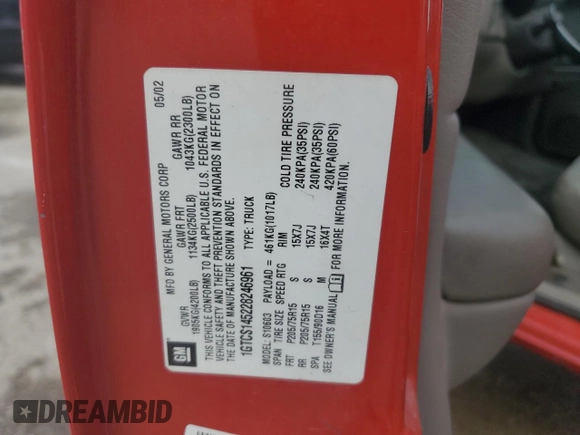 MFD BY GENERAL MOTORS CORP 05/02
GVWR GAWR FRT GAWR RR
1905KG(4200LB) 1134KG(2500LB) 1043KG(2300LB)
THIS VEHICLE CONFORMS TO ALL APPLICABLE U.S. FEDERAL MOTOR
VEHICLE SAFETY AND THEFT PREVENTION STANDARDS IN EFFECT ON
THE DATE OF MANUFACTURE SHOWN ABOVE.
1GTCS145228246961 TYPE: TRUCK
MODEL: S10603 PAYLOAD = 461KG(1017LB)
SPAN TIRE SIZE SPEED RTG RIM COLD TIRE PRESSURE
FRT P205/75R15 S 15X7J 240KPA(35PSI)
RR P205/75R15 S 15X7J 240KPA(35PSI)
SPA T155/90D16 M 16X4T 420KPA(60PSI)
SEE OWNER'S MANUAL FOR MORE INFORMATION.
GM
DREAMBID